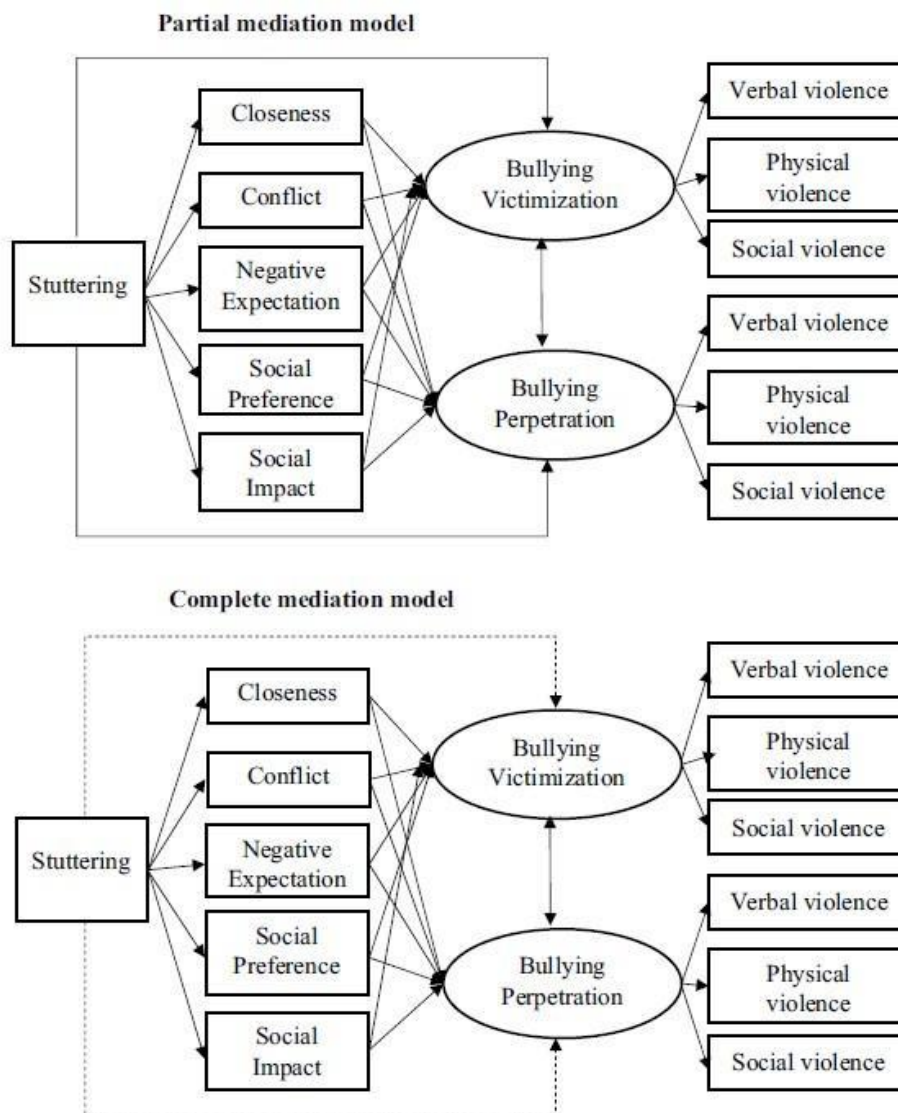 Partial mediation model
Verbal violence
Closeness
Bullying
Victimization
Physical
violence
Conflict
Social violence
Stuttering
Negative
Expectation
Verbal violence
Social
Preference
Bullying
Perpetration
Physical
violence
Social
Impact
Social violence
Complete mediation model
Verbal violence
Closeness
Bullying
Victimization
Physical
violence
Conflict
Social violence
Stuttering
Negative
Expectation
Verbal violence
Social
Preference
Bullying
Perpetration
Physical
violence
Social
Impact
Social violence